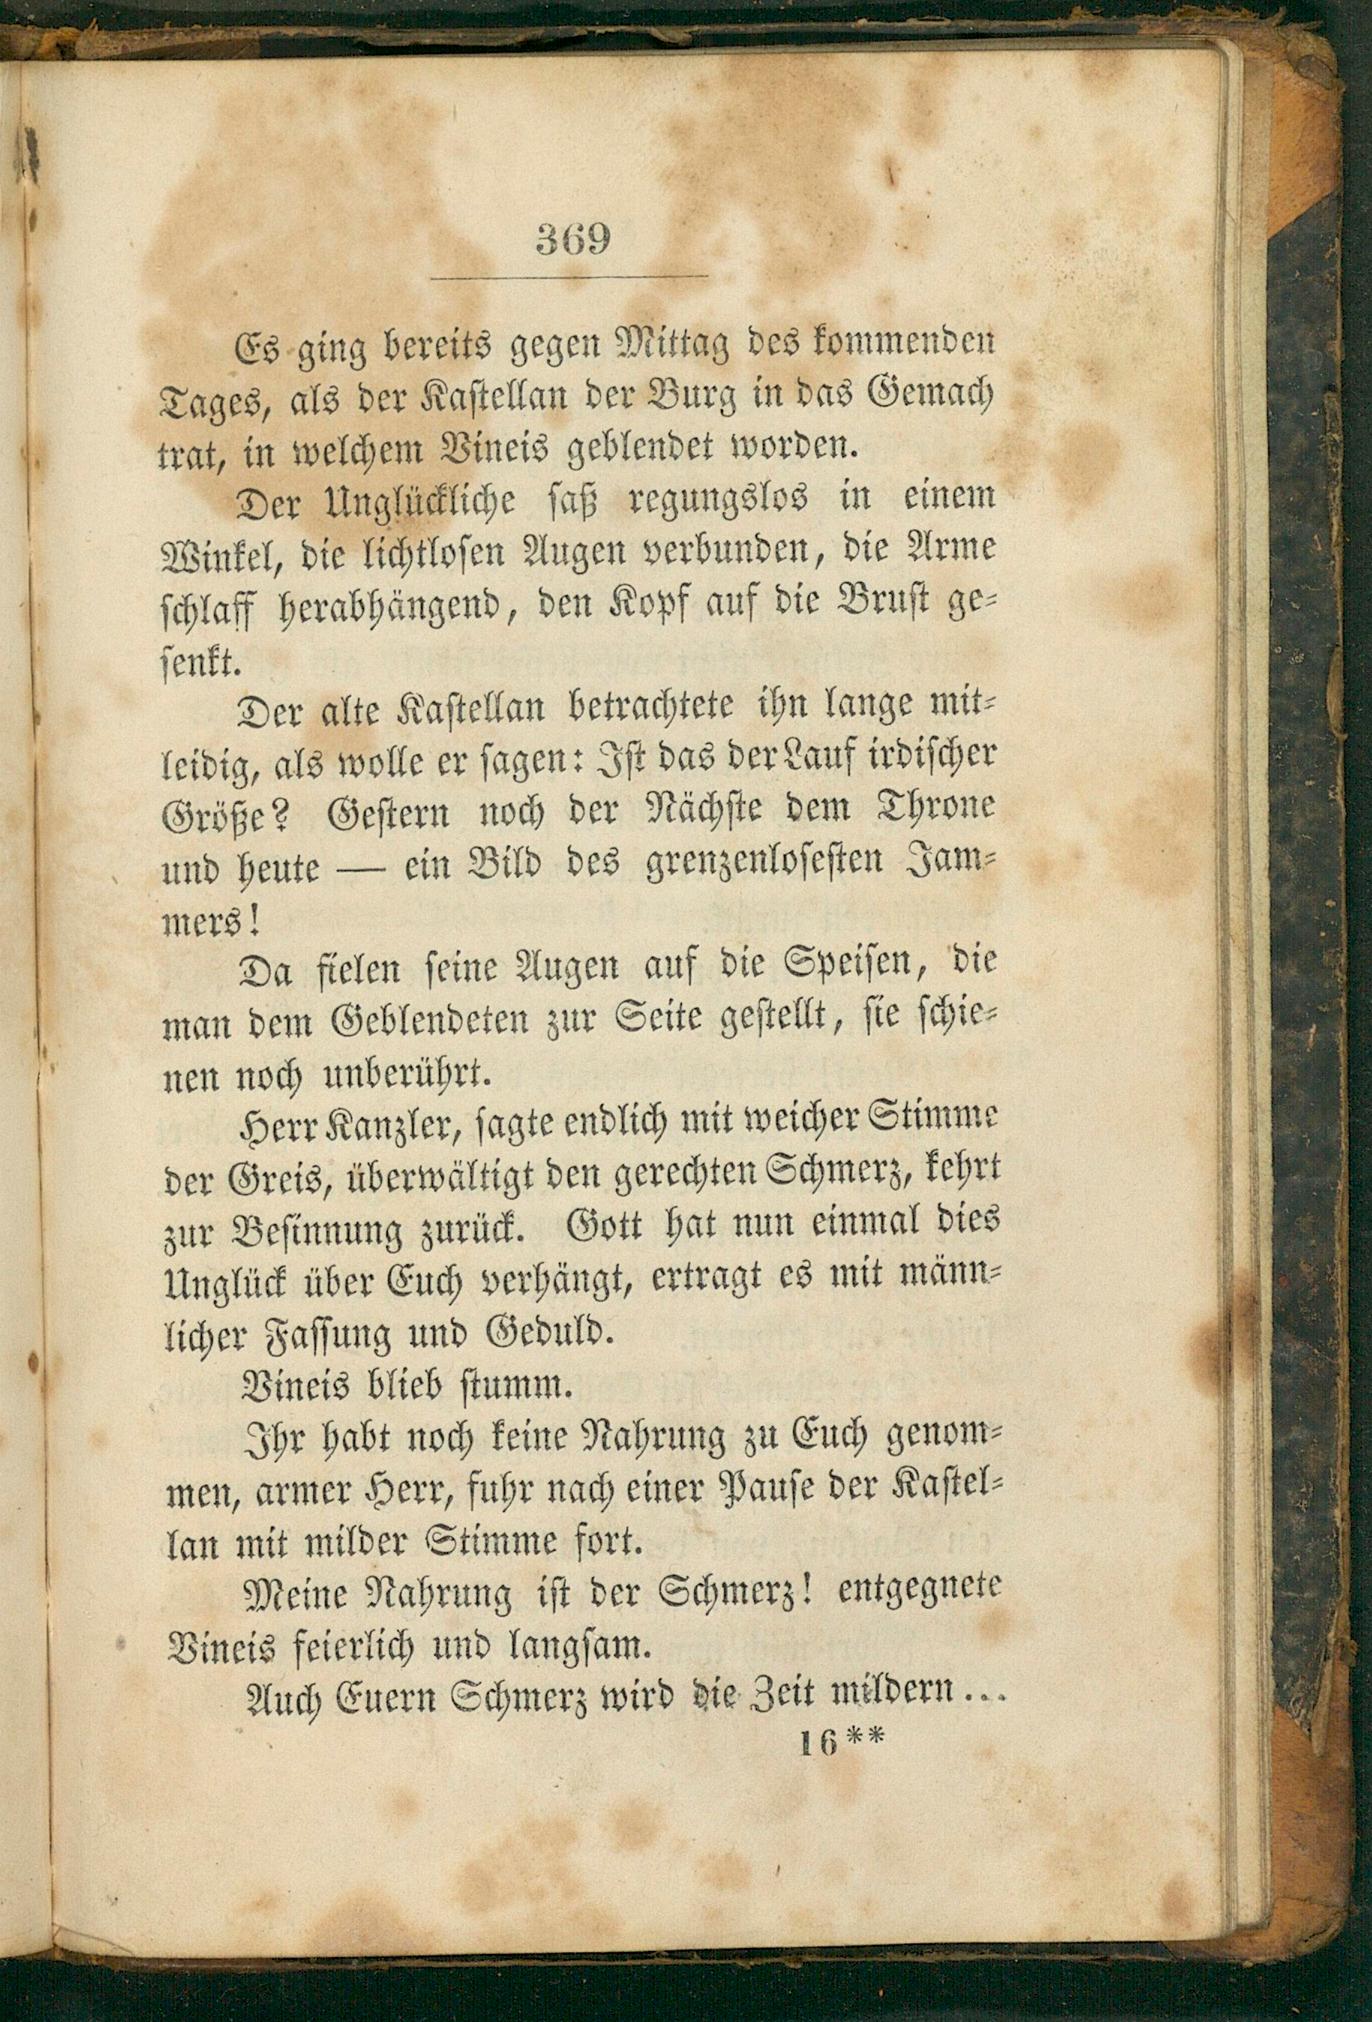 369
Es ging bereits gegen Mittag des kommenden
Tages, als der Kastellan der Burg in das Gemach
trat, in welchem Vineis geblendet worden.
Der Unglückliche saß regungslos in einem
Winkel, die lichtlosen Augen verbunden, die Arme
schlaff herabhängend, den Kopf auf die Brust ge-
senkt.
Der alte Kastellan betrachtete ihn lange mit-
leidig, als wolle er sagen: Ist das der Lauf irdischer
Größe? Gestern noch der Nächste dem Throne
und heute — ein Bild des grenzenlosesten Jam-
mers!
Da fielen seine Augen auf die Speisen, die
man dem Geblendeten zur Seite gestellt, sie schie-
nen noch unberührt.
Herr Kanzler, sagte endlich mit weicher Stimme
der Greis, überwältigt den gerechten Schmerz, kehrt
zur Besinnung zurück. Gott hat nun einmal dies
Unglück über Euch verhängt, ertragt es mit männ-
licher Fassung und Geduld.
Vineis blieb stumm.
Ihr habt noch keine Nahrung zu Euch genom-
men, armer Herr, fuhr nach einer Pause der Kastel-
lan mit milder Stimme fort.
Meine Nahrung ist der Schmerz! entgegnete
Vineis feierlich und langsam.
Auch Euern Schmerz wird die Zeit mildern...
16**